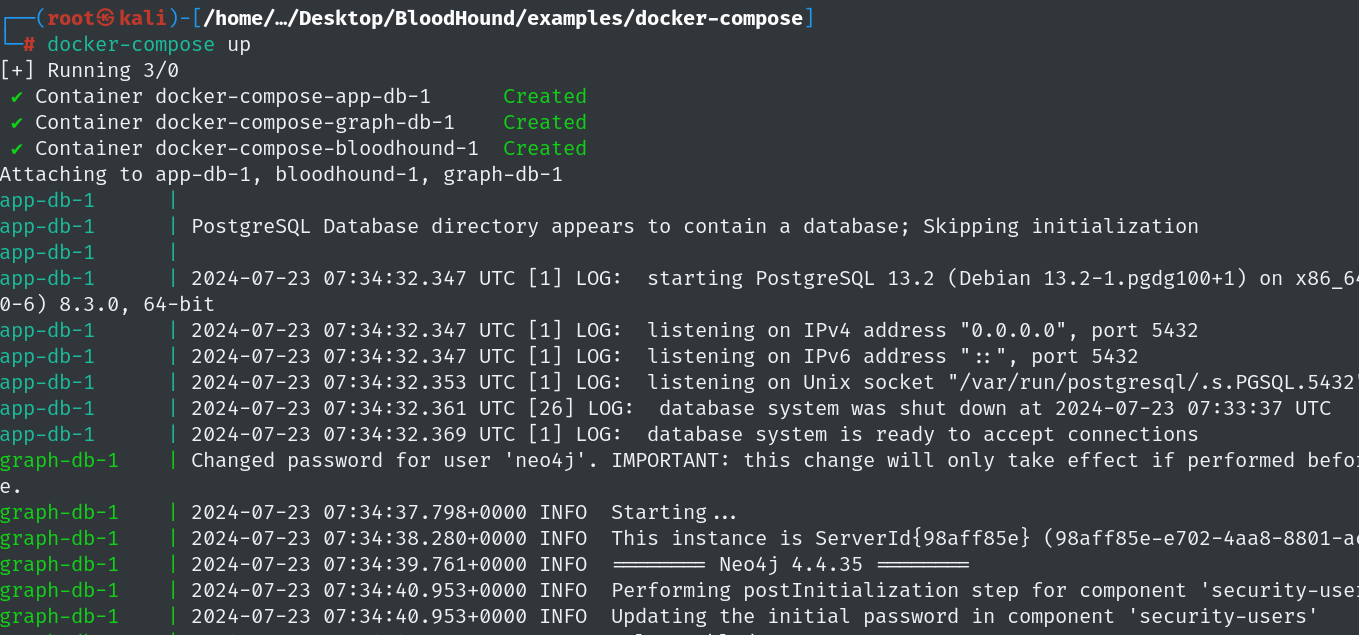 ┌──(root㉿kali)-[/home/…/Desktop/BloodHound/examples/docker-compose]
└─# docker-compose up
[+] Running 3/0
✔ Container docker-compose-app-db-1 Created
✔ Container docker-compose-graph-db-1 Created
✔ Container docker-compose-bloodhound-1 Created
Attaching to app-db-1, bloodhound-1, graph-db-1
app-db-1 |
app-db-1 | PostgreSQL Database directory appears to contain a database; Skipping initialization
app-db-1 |
app-db-1 | 2024-07-23 07:34:32.347 UTC [1] LOG: starting PostgreSQL 13.2 (Debian 13.2-1.pgdg100+1) on x86_64
0-6) 8.3.0, 64-bit
app-db-1 | 2024-07-23 07:34:32.347 UTC [1] LOG: listening on IPv4 address "0.0.0.0", port 5432
app-db-1 | 2024-07-23 07:34:32.347 UTC [1] LOG: listening on IPv6 address "::", port 5432
app-db-1 | 2024-07-23 07:34:32.353 UTC [1] LOG: listening on Unix socket "/var/run/postgresql/.s.PGSQL.5432"
app-db-1 | 2024-07-23 07:34:32.361 UTC [26] LOG: database system was shut down at 2024-07-23 07:33:37 UTC
app-db-1 | 2024-07-23 07:34:32.369 UTC [1] LOG: database system is ready to accept connections
graph-db-1 | Changed password for user 'neo4j'. IMPORTANT: this change will only take effect if performed befor
e.
graph-db-1 | 2024-07-23 07:34:37.798+0000 INFO Starting...
graph-db-1 | 2024-07-23 07:34:38.280+0000 INFO This instance is ServerId{98aff85e} (98aff85e-e702-4aa8-8801-a
graph-db-1 | 2024-07-23 07:34:39.761+0000 INFO ======== Neo4j 4.4.35 ========
graph-db-1 | 2024-07-23 07:34:40.953+0000 INFO Performing postInitialization step for component 'security-use
graph-db-1 | 2024-07-23 07:34:40.953+0000 INFO Updating the initial password in component 'security-users'